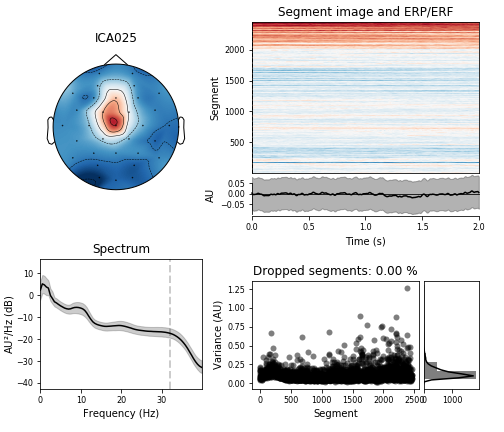 ICA025
Segment image and ERP/ERF
Segment
2000
1500
1000
500
AU
0.05
0.00
−0.05
0.0 0.5 1.0 1.5 2.0
Time (s)
Spectrum
AU²/Hz (dB)
10
0
−10
−20
−30
−40
0 10 20 30
Frequency (Hz)
Dropped segments: 0.00 %
Variance (AU)
1.25
1.00
0.75
0.50
0.25
0.00
0 500 1000 1500 2000 2500
Segment
0 1000